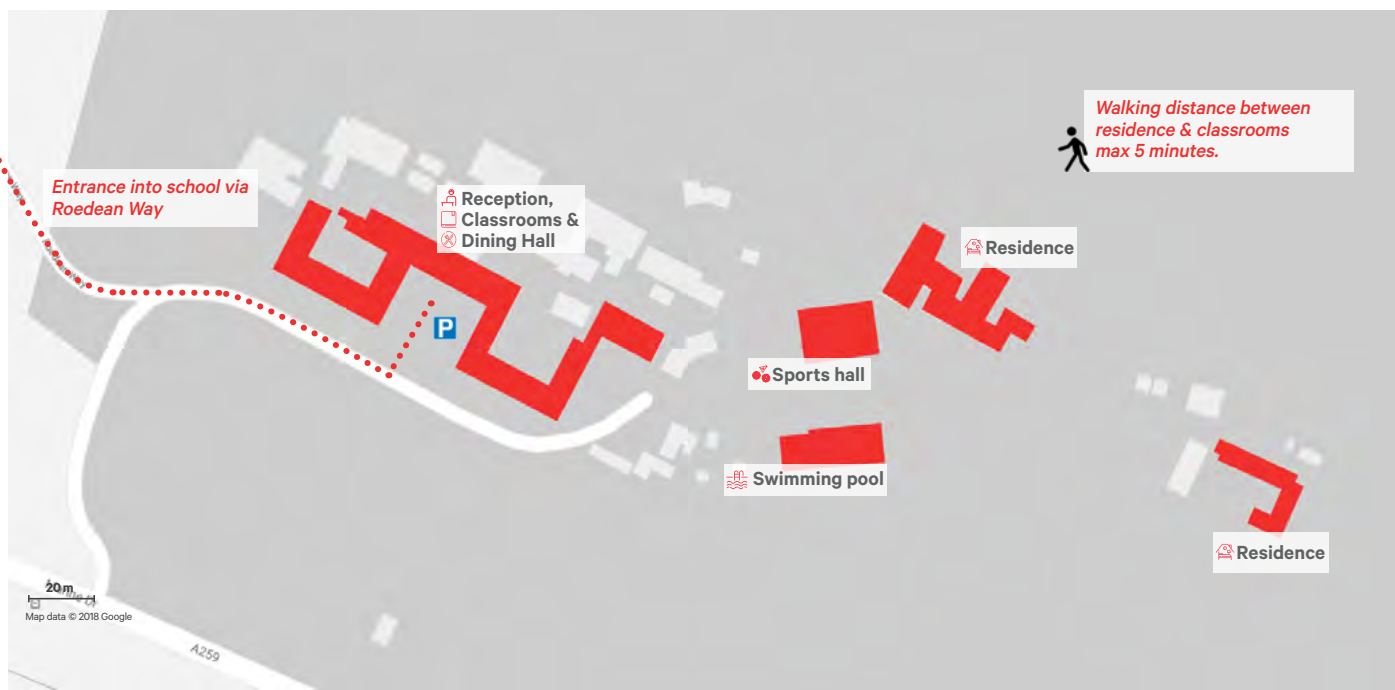 Walking distance between
residence & classrooms
max 5 minutes.
Entrance into school via
Roedean Way
Reception,
Classrooms &
Dining Hall
Residence
P
Sports hall
Swimming pool
Residence
20 m
Map data © 2018 Google
A259